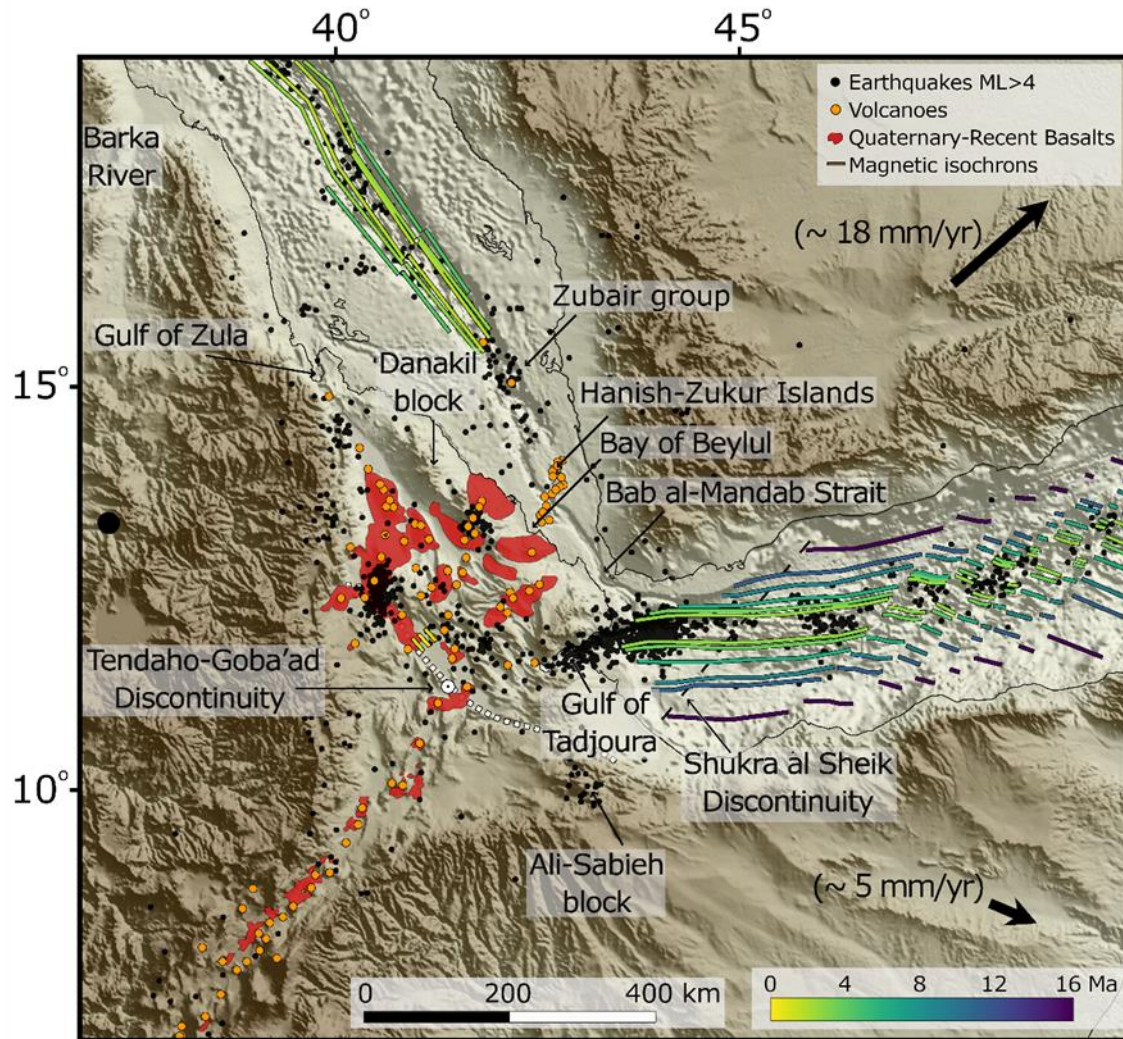 40°
45°
Earthquakes ML>4
Volcanoes
Quaternary-Recent Basalts
Magnetic isochrons
Barka
River
(~ 18 mm/yr)
Zubair group
Gulf of Zula
Danakil
block
15°
Hanish-Zukur Islands
Bay of Beylul
Bab al-Mandab Strait
Tendaho-Goba'ad
Discontinuity
Gulf of
Tadjoura
Shukra al Sheik
Discontinuity
10°
Ali-Sabieh
block
(~ 5 mm/yr)
0 200 400 km
0 4 8 12 16 Ma